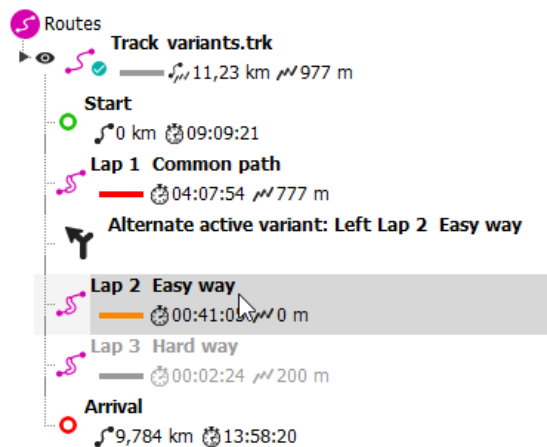 Routes
Track variants.trk
11,23 km 977 m
Start
0 km 09:09:21
Lap 1 Common path
04:07:54 777 m
Alternate active variant: Left Lap 2 Easy way
Lap 2 Easy way
0 m
Lap 3 Hard way
00:02:24 200 m
Arrival
9,784 km 13:58:20